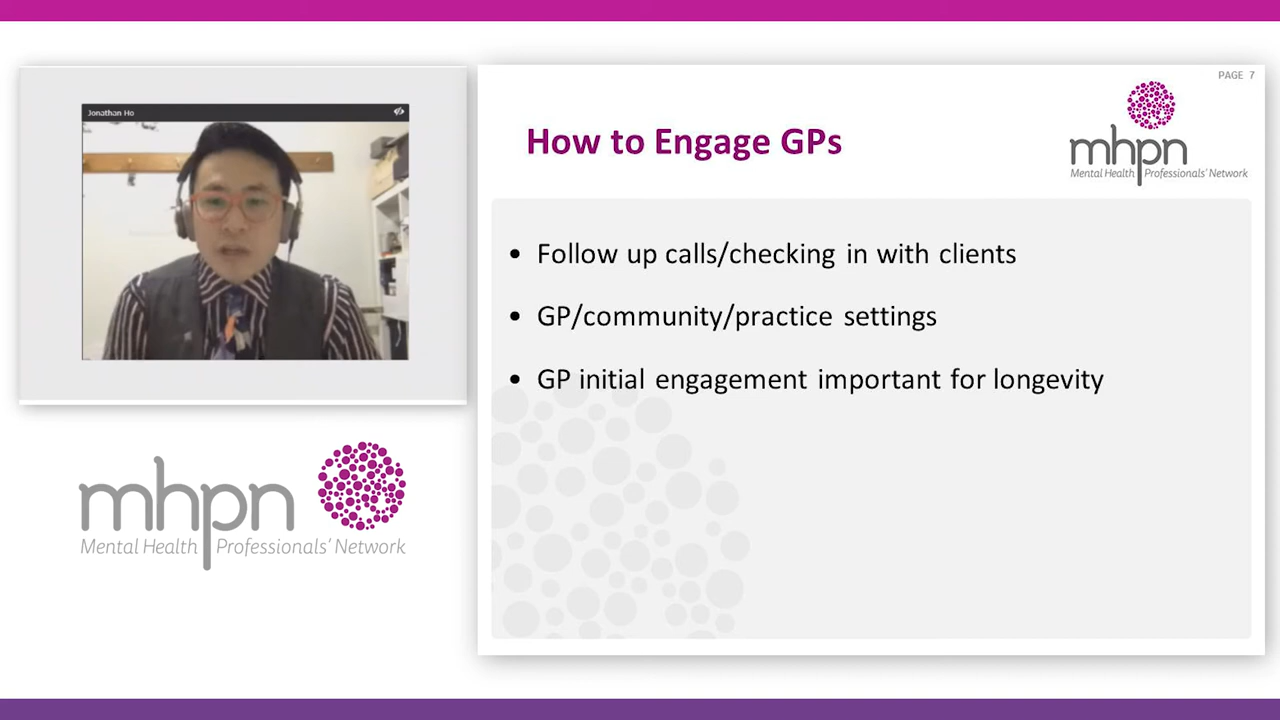 Jonathan Ho
mhpn
Mental Health Professionals' Network
PAGE 7
How to Engage GPs
mhpn
Mental Health Professionals' Network
• Follow up calls/checking in with clients
• GP/community/practice settings
• GP initial engagement important for longevity